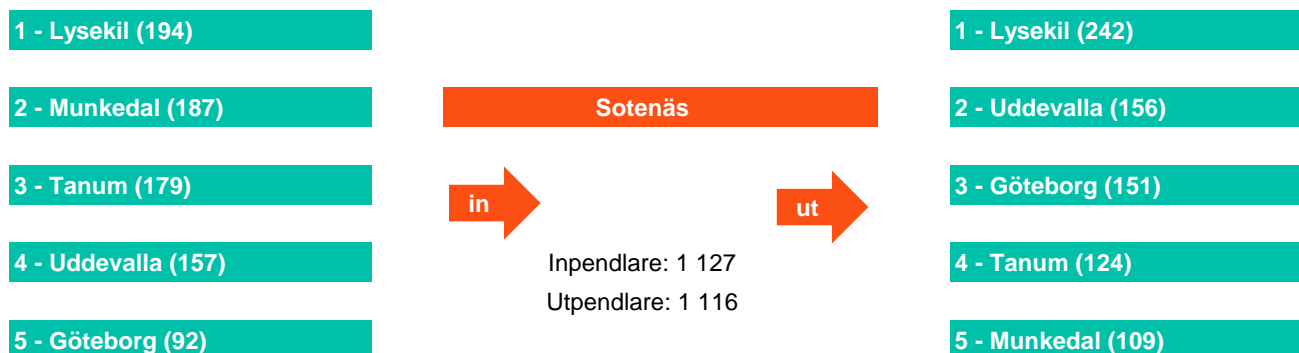 1 - Lysekil (194)
2 - Munkedal (187)
3 - Tanum (179)
4 - Uddevalla (157)
5 - Göteborg (92)
Sotenäs
in
ut
Inpendlare: 1 127
Utpendlare: 1 116
1 - Lysekil (242)
2 - Uddevalla (156)
3 - Göteborg (151)
4 - Tanum (124)
5 - Munkedal (109)